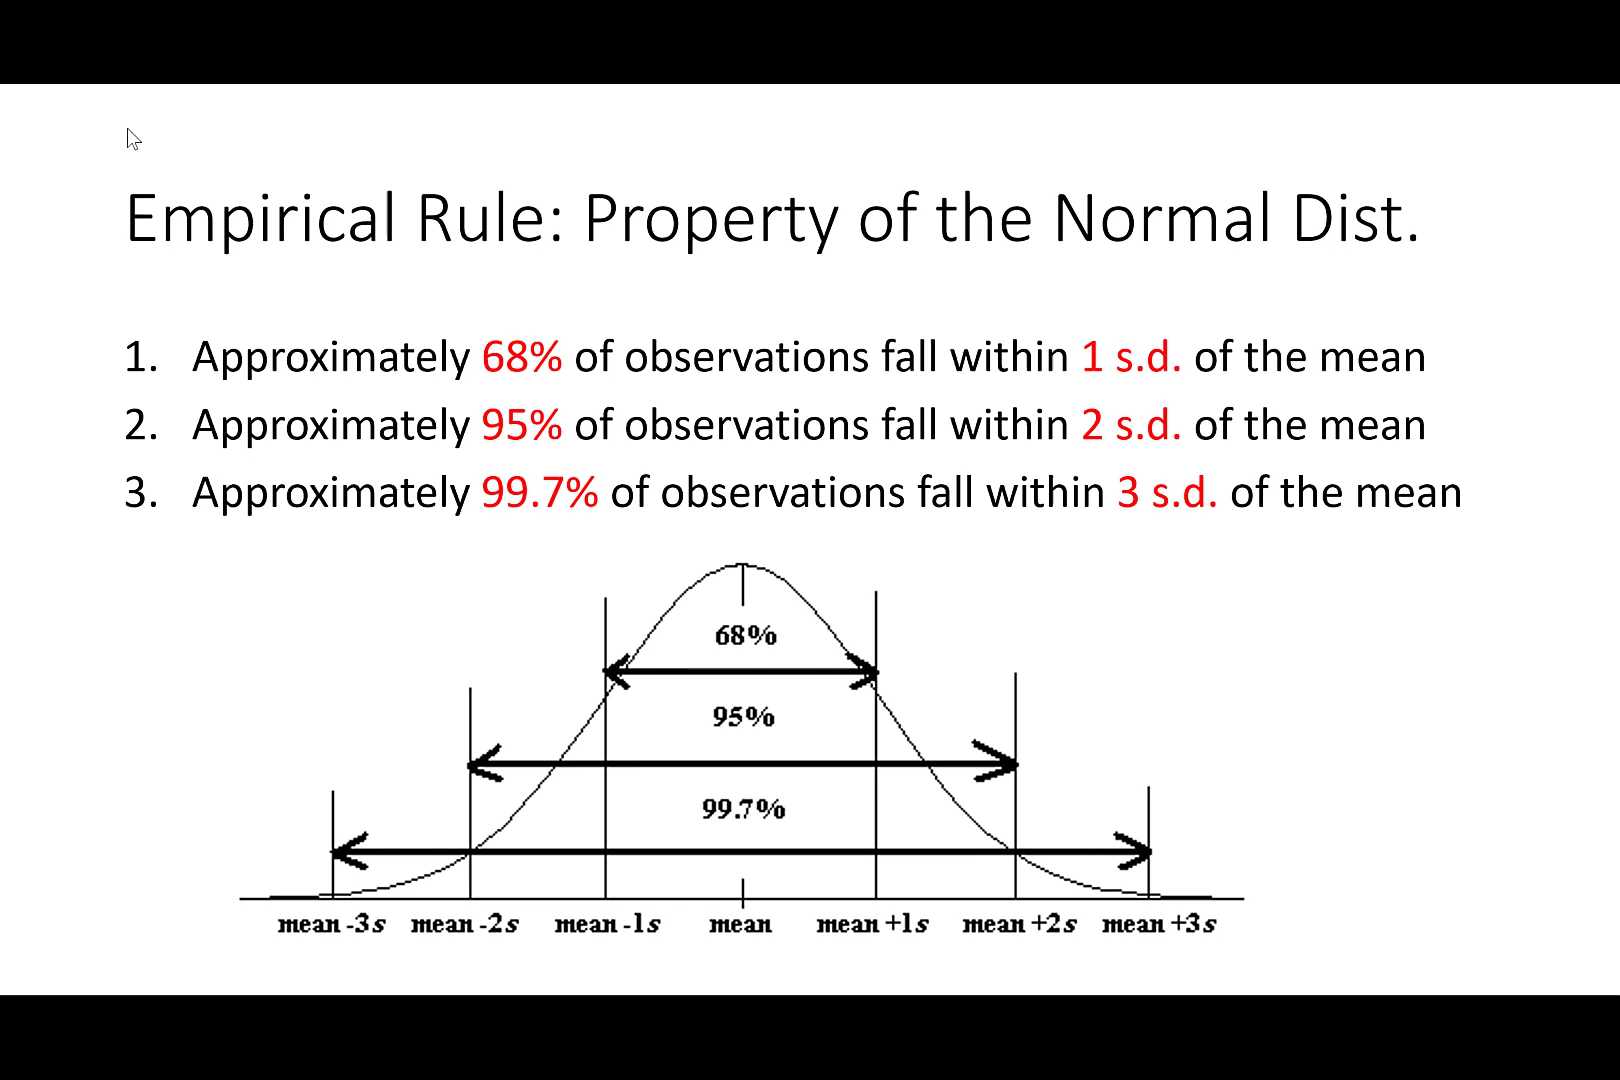 Empirical Rule: Property of the Normal Dist.
1. Approximately 68% of observations fall within 1 s.d. of the mean
2. Approximately 95% of observations fall within 2 s.d. of the mean
3. Approximately 99.7% of observations fall within 3 s.d. of the mean
68%
95%
99.7%
mean -3s mean -2s mean -1s mean mean +1s mean +2s mean +3s